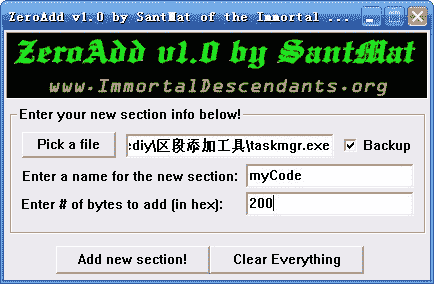 ZeroAdd v1.0 by SantMat of the Immortal ...
ZeroAdd v1.0 by SantMat
www.ImmortalDescendants.org
Enter your new section info below!
Pick a file :diy\区段添加工具\taskmgr.exe Backup
Enter a name for the new section: myCode
Enter # of bytes to add (in hex): 200
Add new section! Clear Everything